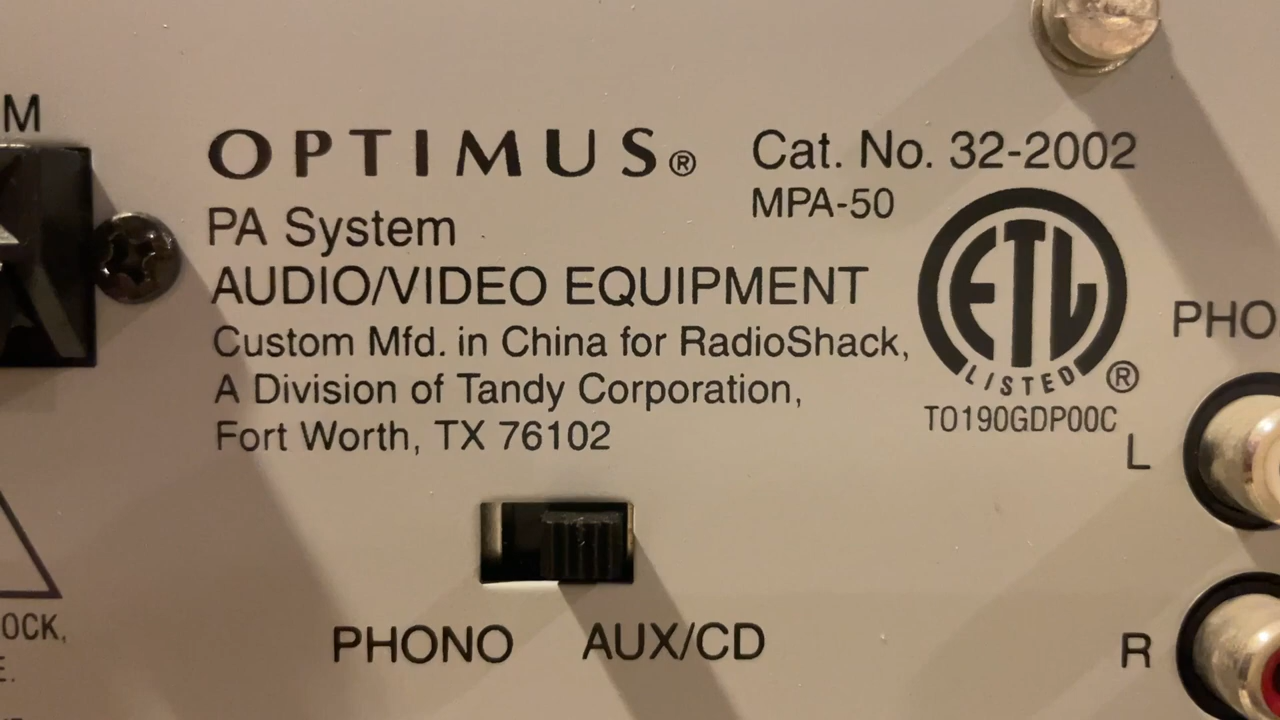 M
OPTIMUS®
Cat. No. 32-2002
MPA-50
PA System
AUDIO/VIDEO EQUIPMENT
Custom Mfd. in China for RadioShack,
A Division of Tandy Corporation,
Fort Worth, TX 76102
ETL
LISTED
®
TO190GDP00C
PHO
L
OCK,
E.
PHONO
AUX/CD
R